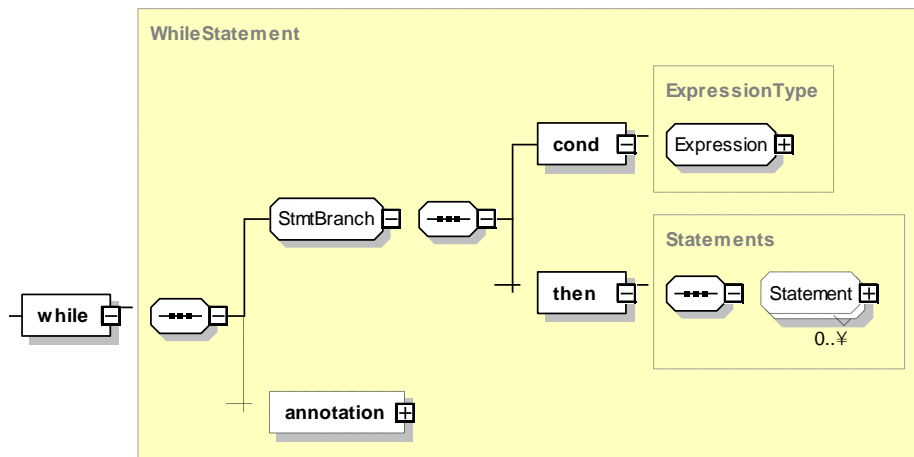 WhileStatement
ExpressionType
cond
Expression
StmtBranch
Statements
then
Statement
while
0..¥
annotation